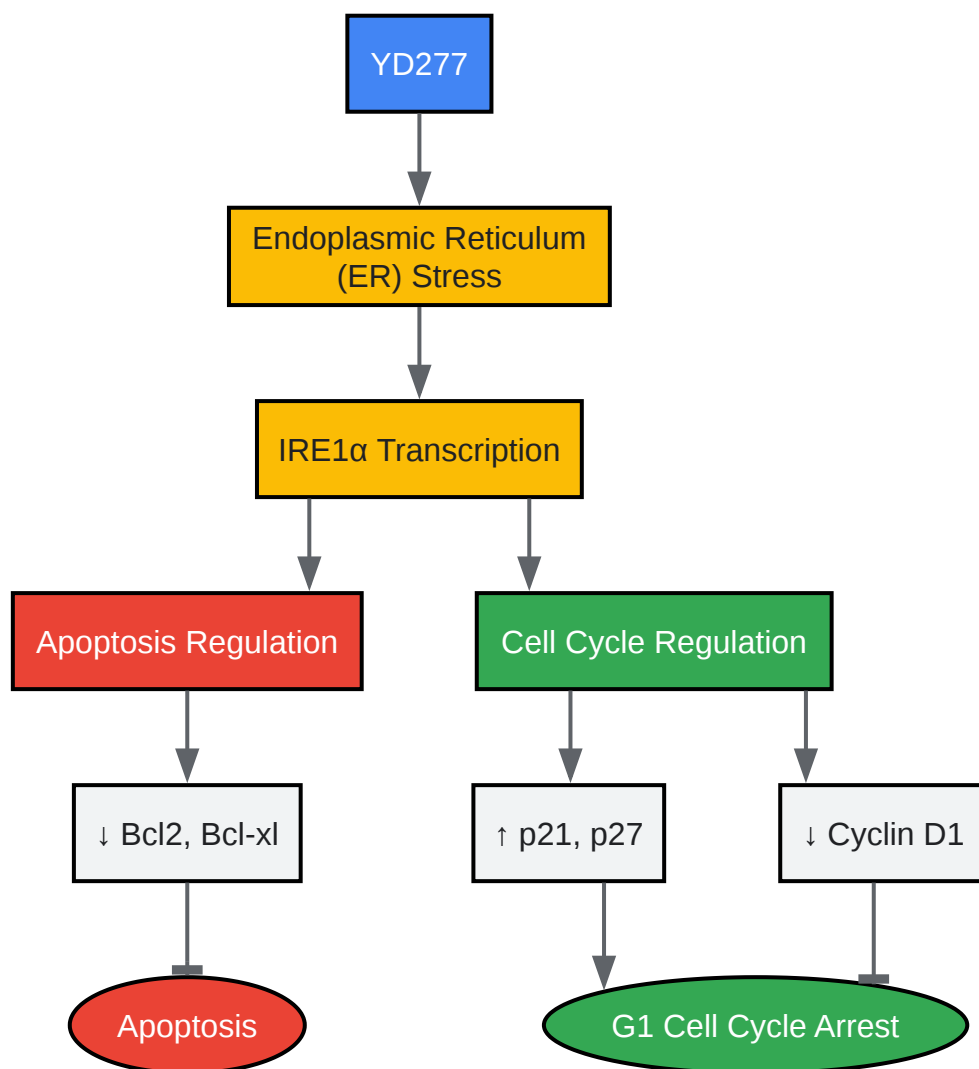 YD277
Endoplasmic Reticulum
(ER) Stress
IRE1α Transcription
Apoptosis Regulation
Cell Cycle Regulation
↓ Bcl2, Bcl-xl
↑ p21, p27
↓ Cyclin D1
Apoptosis
G1 Cell Cycle Arrest